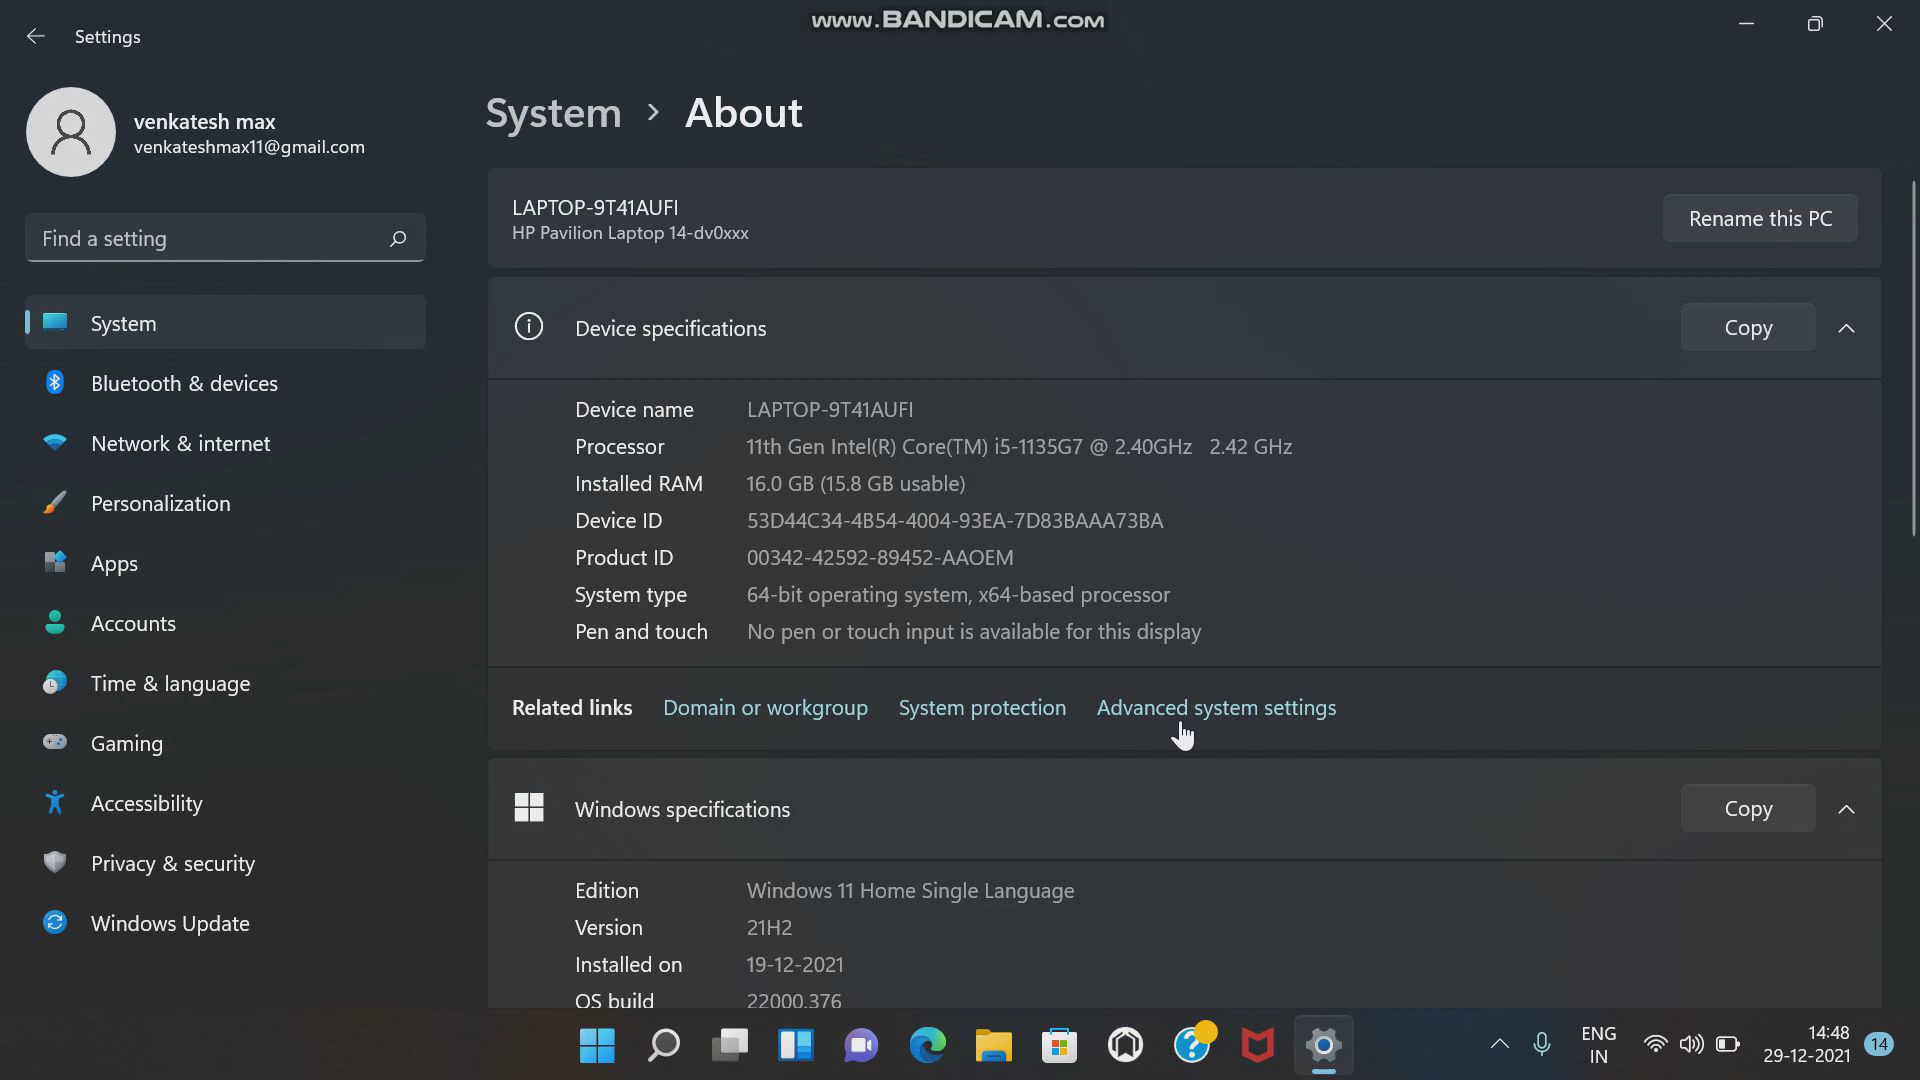 www.BANDICAM.com
Settings
venkatesh max
venkateshmax11@gmail.com
Find a setting
System
Bluetooth & devices
Network & internet
Personalization
Apps
Accounts
Time & language
Gaming
Accessibility
Privacy & security
Windows Update
System > About
LAPTOP-9T41AUFI
HP Pavilion Laptop 14-dv0xxx
Rename this PC
Device specifications
Copy
Device name LAPTOP-9T41AUFI
Processor 11th Gen Intel(R) Core(TM) i5-1135G7 @ 2.40GHz 2.42 GHz
Installed RAM 16.0 GB (15.8 GB usable)
Device ID 53D44C34-4B54-4004-93EA-7D83BAAA73BA
Product ID 00342-42592-89452-AAOEM
System type 64-bit operating system, x64-based processor
Pen and touch No pen or touch input is available for this display
Related links Domain or workgroup System protection Advanced system settings
Windows specifications
Copy
Edition Windows 11 Home Single Language
Version 21H2
Installed on 19-12-2021
OS build 22000.376
ENG
IN
14:48
29-12-2021
14